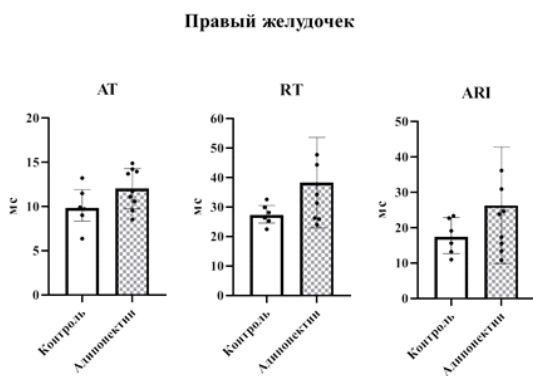 Правый желудочек
AT
20
15
10
5
0
мс
Контроль
Адипонектин
RT
60
50
40
30
20
10
0
мс
Контроль
Адипонектин
ARI
50
40
30
20
10
0
мс
Контроль
Адипонектин